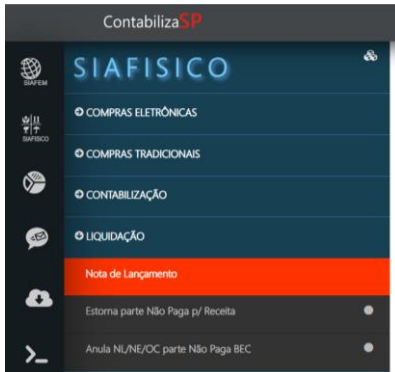 ContabilizaSP
SIAFEM
SIAFISICO
SIAFISICO
COMPRAS ELETRÔNICAS
COMPRAS TRADICIONAIS
CONTABILIZAÇÃO
LIQUIDAÇÃO
Nota de Lançamento
Estorna parte Não Paga p/ Receita
Anula NL/NE/OC parte Não Paga BEC